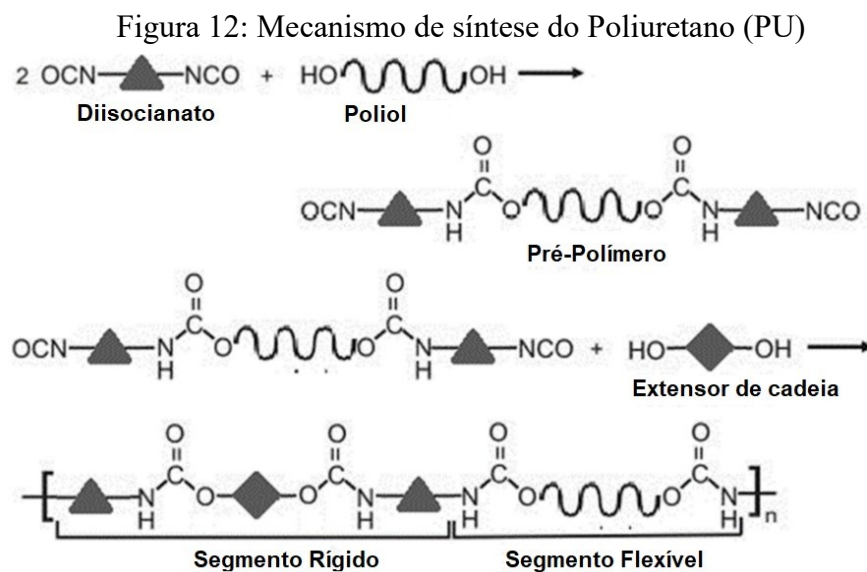 Figura 12: Mecanismo de síntese do Poliuretano (PU)
2 OCN NCO + HO OH
Diisocianato Poliol
O O
C C
OCN N O O N NCO
H H
Pré-Polímero
O O
C C
OCN N O O N NCO + HO OH
H H
Extensor de cadeia
O O O O
C C C C
[ N O O N N O O N ]n
H H H H
Segmento Rígido Segmento Flexível